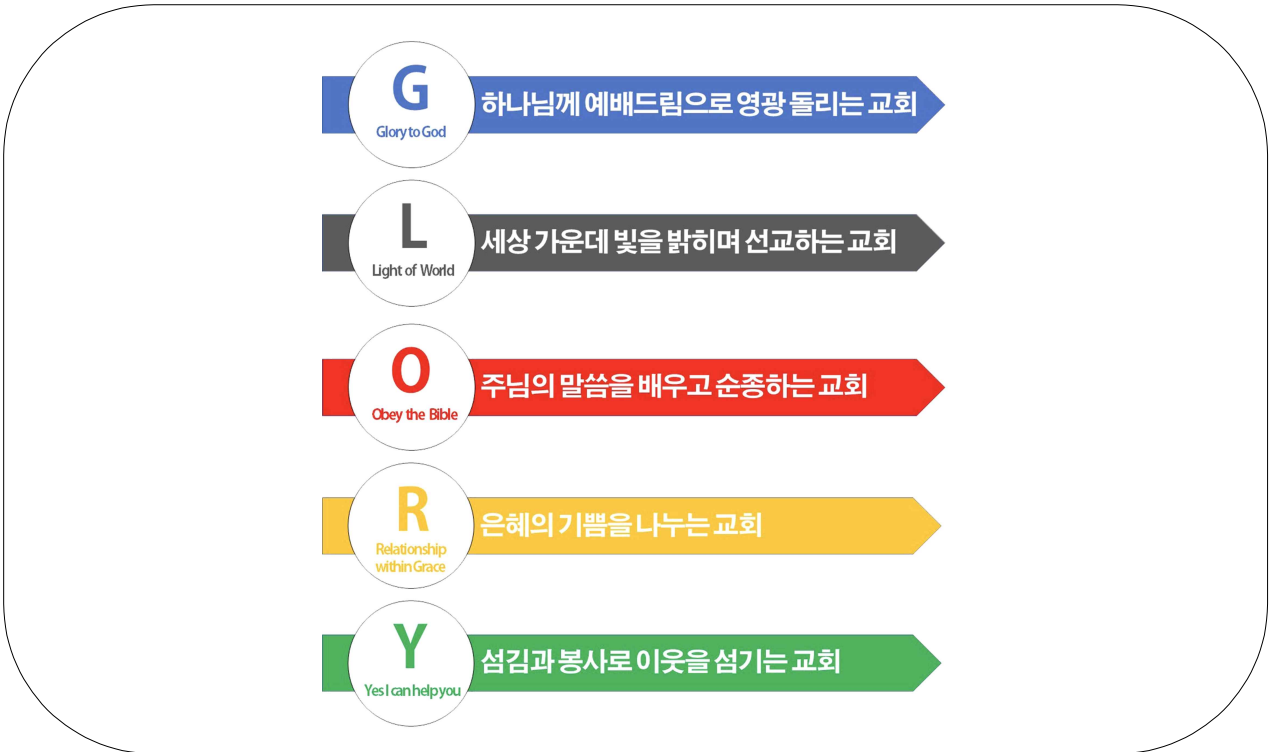 G
Glory to God
하나님께 예배드림으로 영광 돌리는 교회
L
Light of World
세상 가운데 빛을 밝히며 선교하는 교회
O
Obey the Bible
주님의 말씀을 배우고 순종하는 교회
R
Relationship
within Grace
은혜의 기쁨을 나누는 교회
Y
Yes I can help you
섬김과 봉사로 이웃을 섬기는 교회